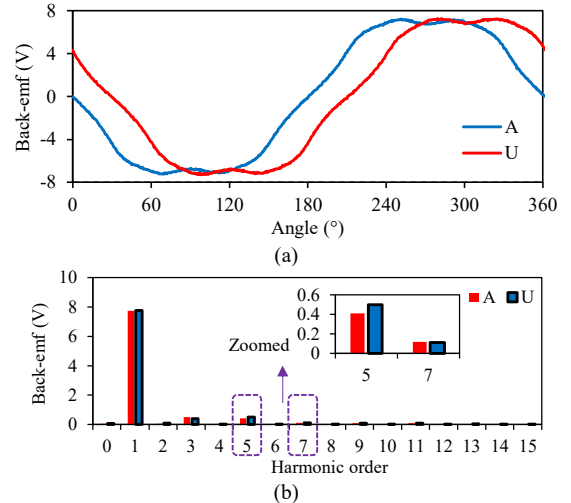 (a)
8
4
0
-4
-8
Back-emf (V)
A
U
0 60 120 180 240 300 360
Angle (°)
(a)
10
8
6
4
2
0
Back-emf (V)
A U
0.6
0.4
0.2
0
5 7
Zoomed
0 1 2 3 4 5 6 7 8 9 10 11 12 13 14 15
Harmonic order
(b)